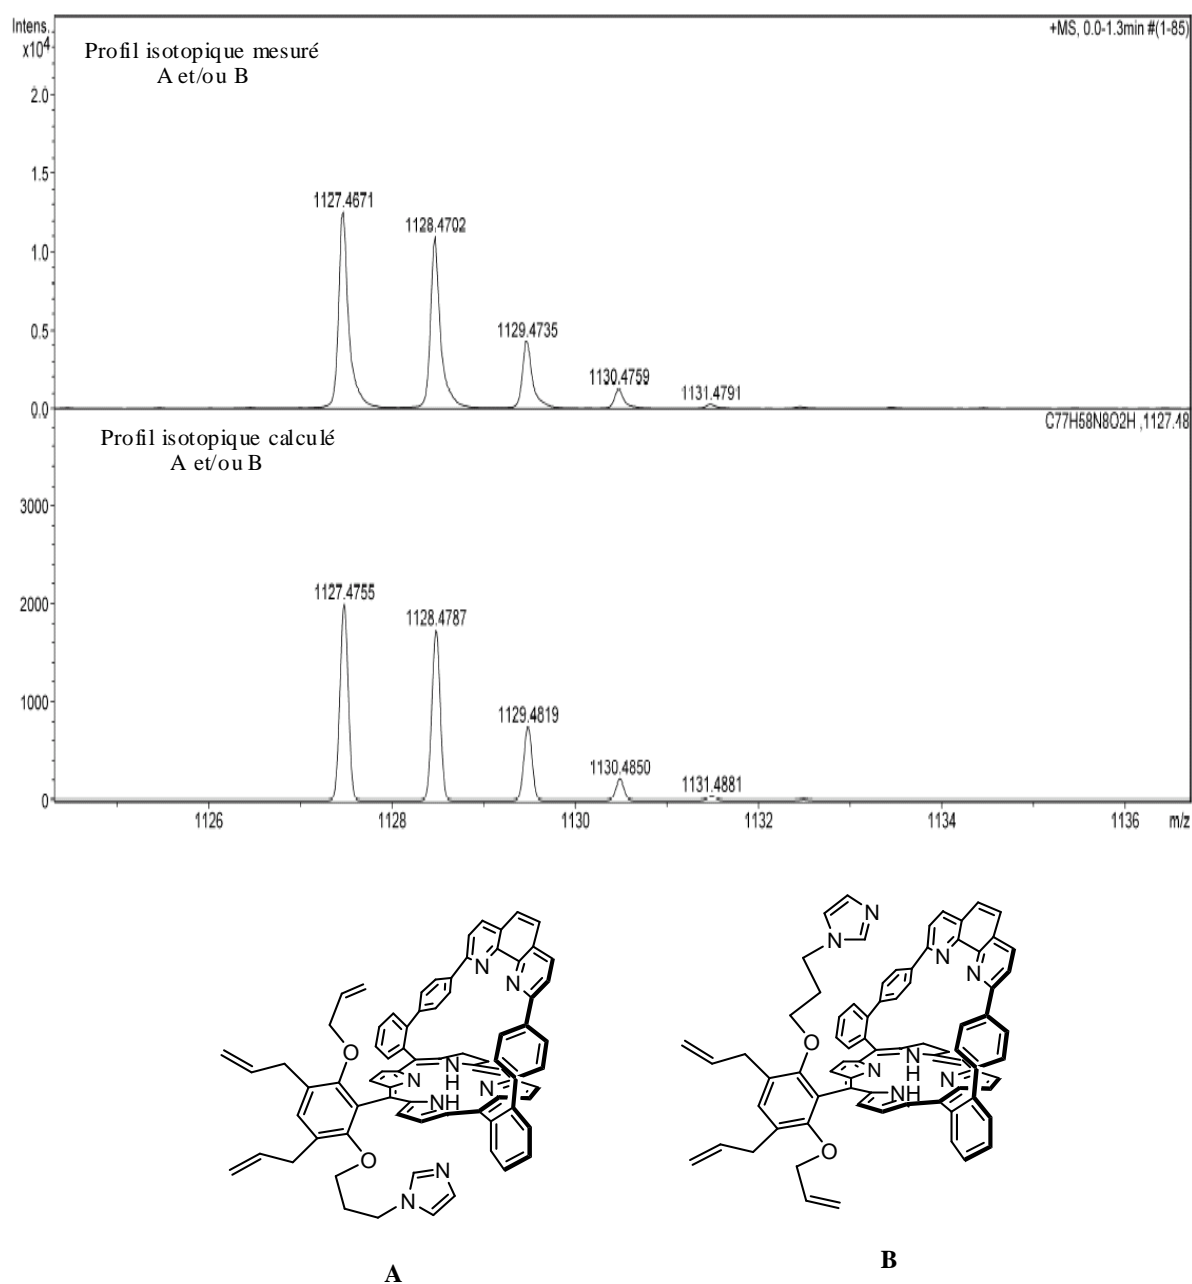 Intens.
x10⁴
+MS, 0.0-1.3min #(1-85)
Profil isotopique mesuré
A et/ou B
2.0
1.5
1.0
0.5
0.0
1127.4671
1128.4702
1129.4735
1130.4759
1131.4791
C77H58N8O2H ,1127.48
Profil isotopique calculé
A et/ou B
3000
2000
1000
0
1127.4755
1128.4787
1129.4819
1130.4850
1131.4881
1126
1128
1130
1132
1134
1136
m/z
N
N
O
N
NH
N
N
H
O
N
N
A
N
N
N
N
O
N
N
H
NH
N
O
B